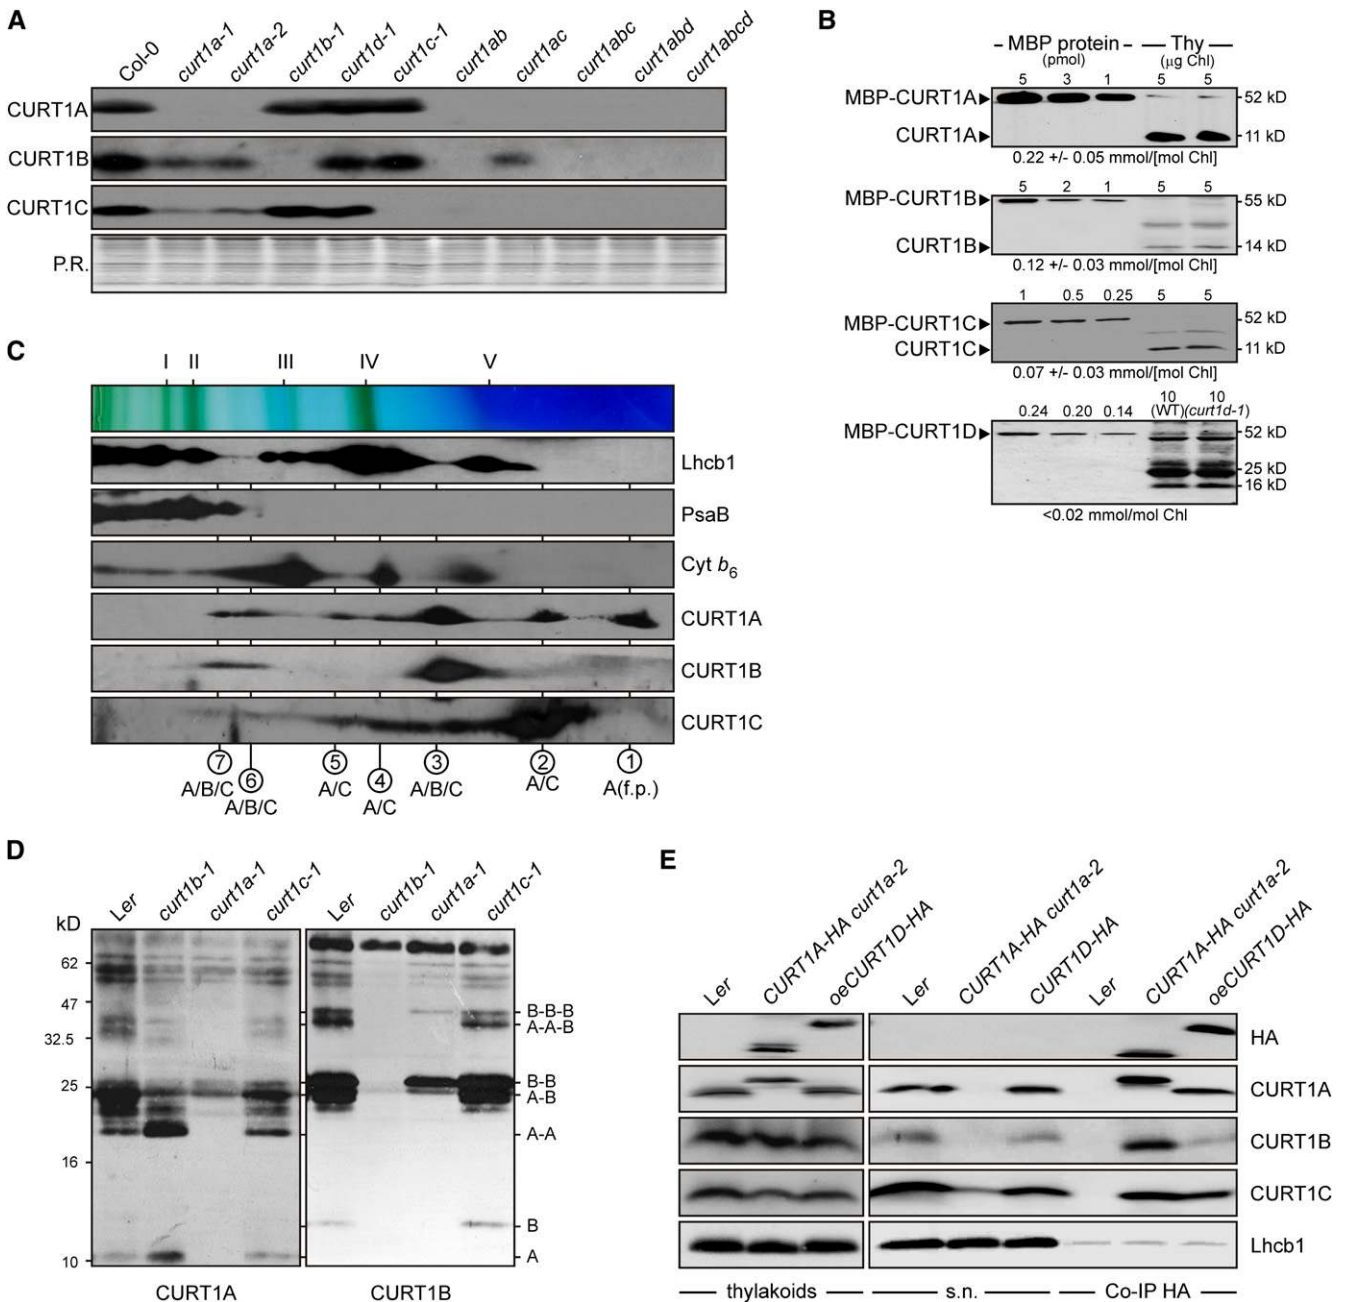 A
Col-0 curt1a-1 curt1a-2 curt1b-1 curt1d-1 curt1c-1 curt1ab curt1ac curt1abc curt1abd curt1abcd
CURT1A
CURT1B
CURT1C
P.R.
B
MBP protein Thy
(pmol) (µg Chl)
5 3 1 5 5
MBP-CURT1A 52 kD
CURT1A 11 kD
0.22 +/- 0.05 mmol/[mol Chl]
5 2 1 5 5
MBP-CURT1B 55 kD
CURT1B 14 kD
0.12 +/- 0.03 mmol/[mol Chl]
1 0.5 0.25 5 5
MBP-CURT1C 52 kD
CURT1C 11 kD
0.07 +/- 0.03 mmol/[mol Chl]
10 10
0.24 0.20 0.14 (WT) (curt1d-1)
MBP-CURT1D 52 kD
25 kD
16 kD
<0.02 mmol/mol Chl
C
I II III IV V
Lhcb1
PsaB
Cyt b6
CURT1A
CURT1B
CURT1C
7 6 5 4 3 2 1
A/B/C A/B/C A/C A/C A/B/C A/C A(f.p.)
D
Ler curt1b-1 curt1a-1 curt1c-1 Ler curt1b-1 curt1a-1 curt1c-1
kD
62
47
32.5
25
16
10
B-B-B
A-A-B
B-B
A-B
A-A
B
A
CURT1A CURT1B
E
Ler CURT1A-HA curt1a-2 oeCURT1D-HA Ler CURT1A-HA curt1a-2 CURT1D-HA Ler CURT1A-HA curt1a-2 oeCURT1D-HA
HA
CURT1A
CURT1B
CURT1C
Lhcb1
thylakoids s.n. Co-IP HA